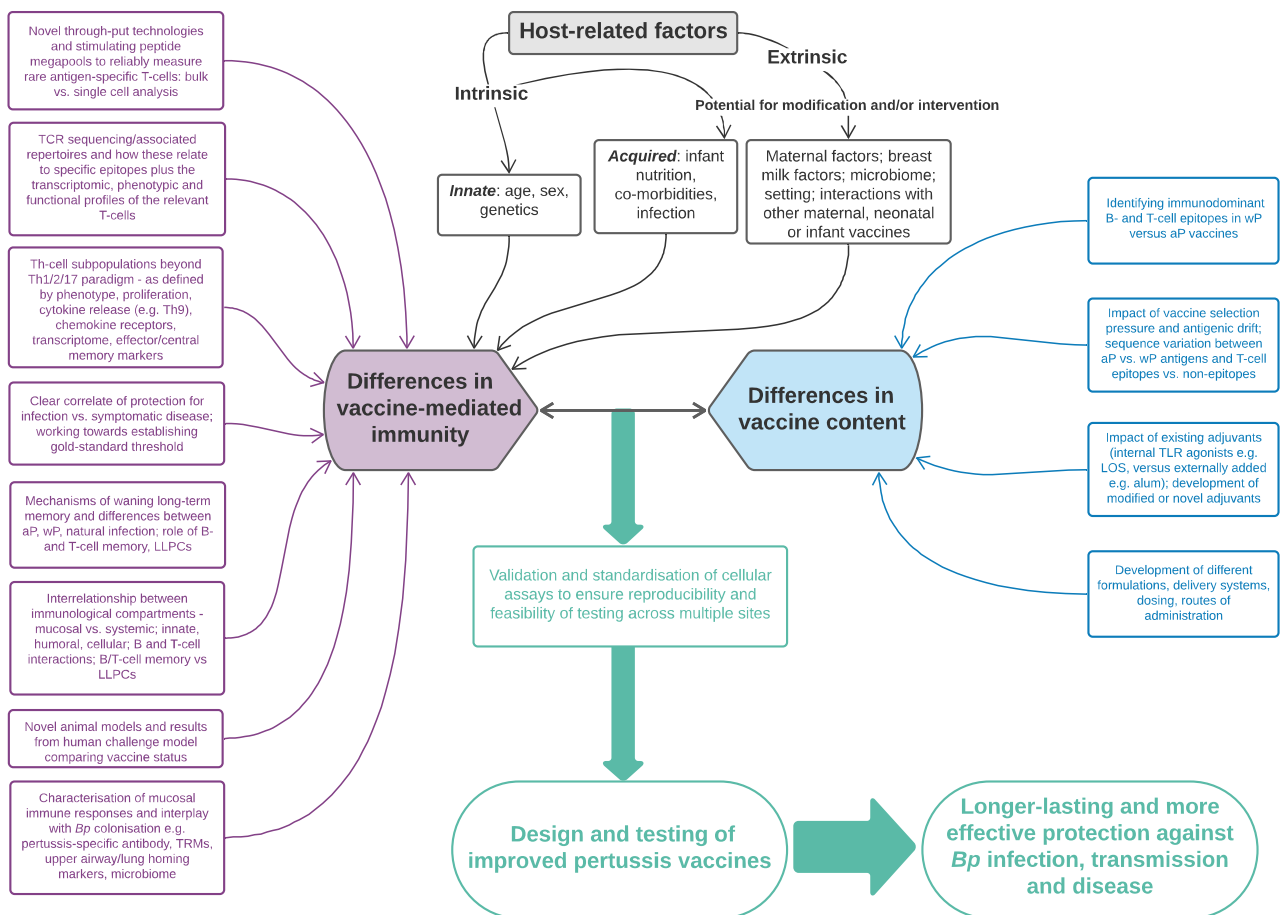 Host-related factors
Intrinsic
Extrinsic
Potential for modification and/or intervention
Innate: age, sex,
genetics
Acquired: infant
nutrition,
co-morbidities,
infection
Maternal factors; breast
milk factors; microbiome;
setting; interactions with
other maternal, neonatal
or infant vaccines
Novel through-put technologies
and stimulating peptide
megapools to reliably measure
rare antigen-specific T-cells: bulk
vs. single cell analysis
TCR sequencing/associated
repertoires and how these relate
to specific epitopes plus the
transcriptomic, phenotypic and
functional profiles of the relevant
T-cells
Th-cell subpopulations beyond
Th1/2/17 paradigm - as defined
by phenotype, proliferation,
cytokine release (e.g. Th9),
chemokine receptors,
transcriptome, effector/central
memory markers
Clear correlate of protection for
infection vs. symptomatic disease;
working towards establishing
gold-standard threshold
Mechanisms of waning long-term
memory and differences between
aP, wP, natural infection; role of B-
and T-cell memory, LLPCs
Interrelationship between
immunological compartments -
mucosal vs. systemic; innate,
humoral, cellular; B and T-cell
interactions; B/T-cell memory vs
LLPCs
Novel animal models and results
from human challenge model
comparing vaccine status
Characterisation of mucosal
immune responses and interplay
with Bp colonisation e.g.
pertussis-specific antibody, TRMs,
upper airway/lung homing
markers, microbiome
Differences in
vaccine-mediated
immunity
Differences in
vaccine content
Identifying immunodominant
B- and T-cell epitopes in wP
versus aP vaccines
Impact of vaccine selection
pressure and antigenic drift;
sequence variation between
aP vs. wP antigens and T-cell
epitopes vs. non-epitopes
Impact of existing adjuvants
(internal TLR agonists e.g.
LOS, versus externally added
e.g. alum); development of
modified or novel adjuvants
Development of different
formulations, delivery systems,
dosing, routes of
administration
Validation and standardisation of cellular
assays to ensure reproducibility and
feasibility of testing across multiple sites
Design and testing of
improved pertussis vaccines
Longer-lasting and more
effective protection against
Bp infection, transmission
and disease